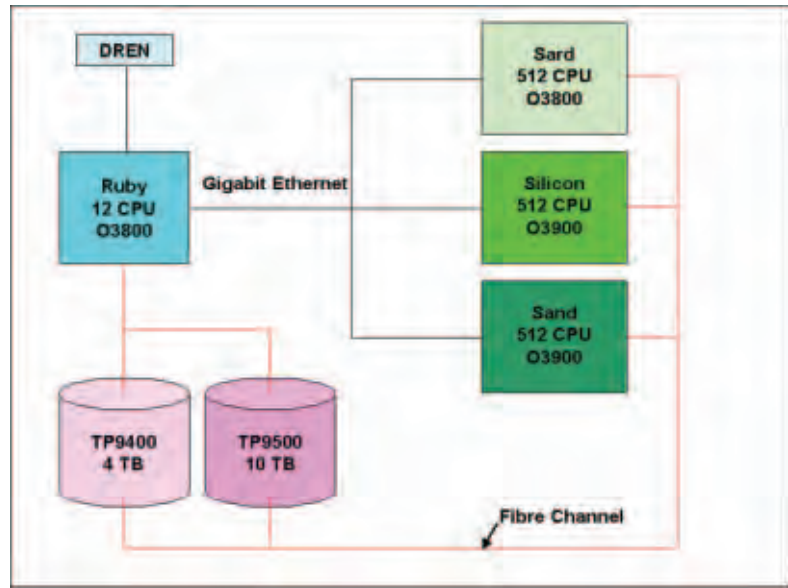 DREN
Ruby
12 CPU
O3800
Gigabit Ethernet
Sard
512 CPU
O3800
Silicon
512 CPU
O3900
Sand
512 CPU
O3900
TP9400
4 TB
TP9500
10 TB
Fibre Channel